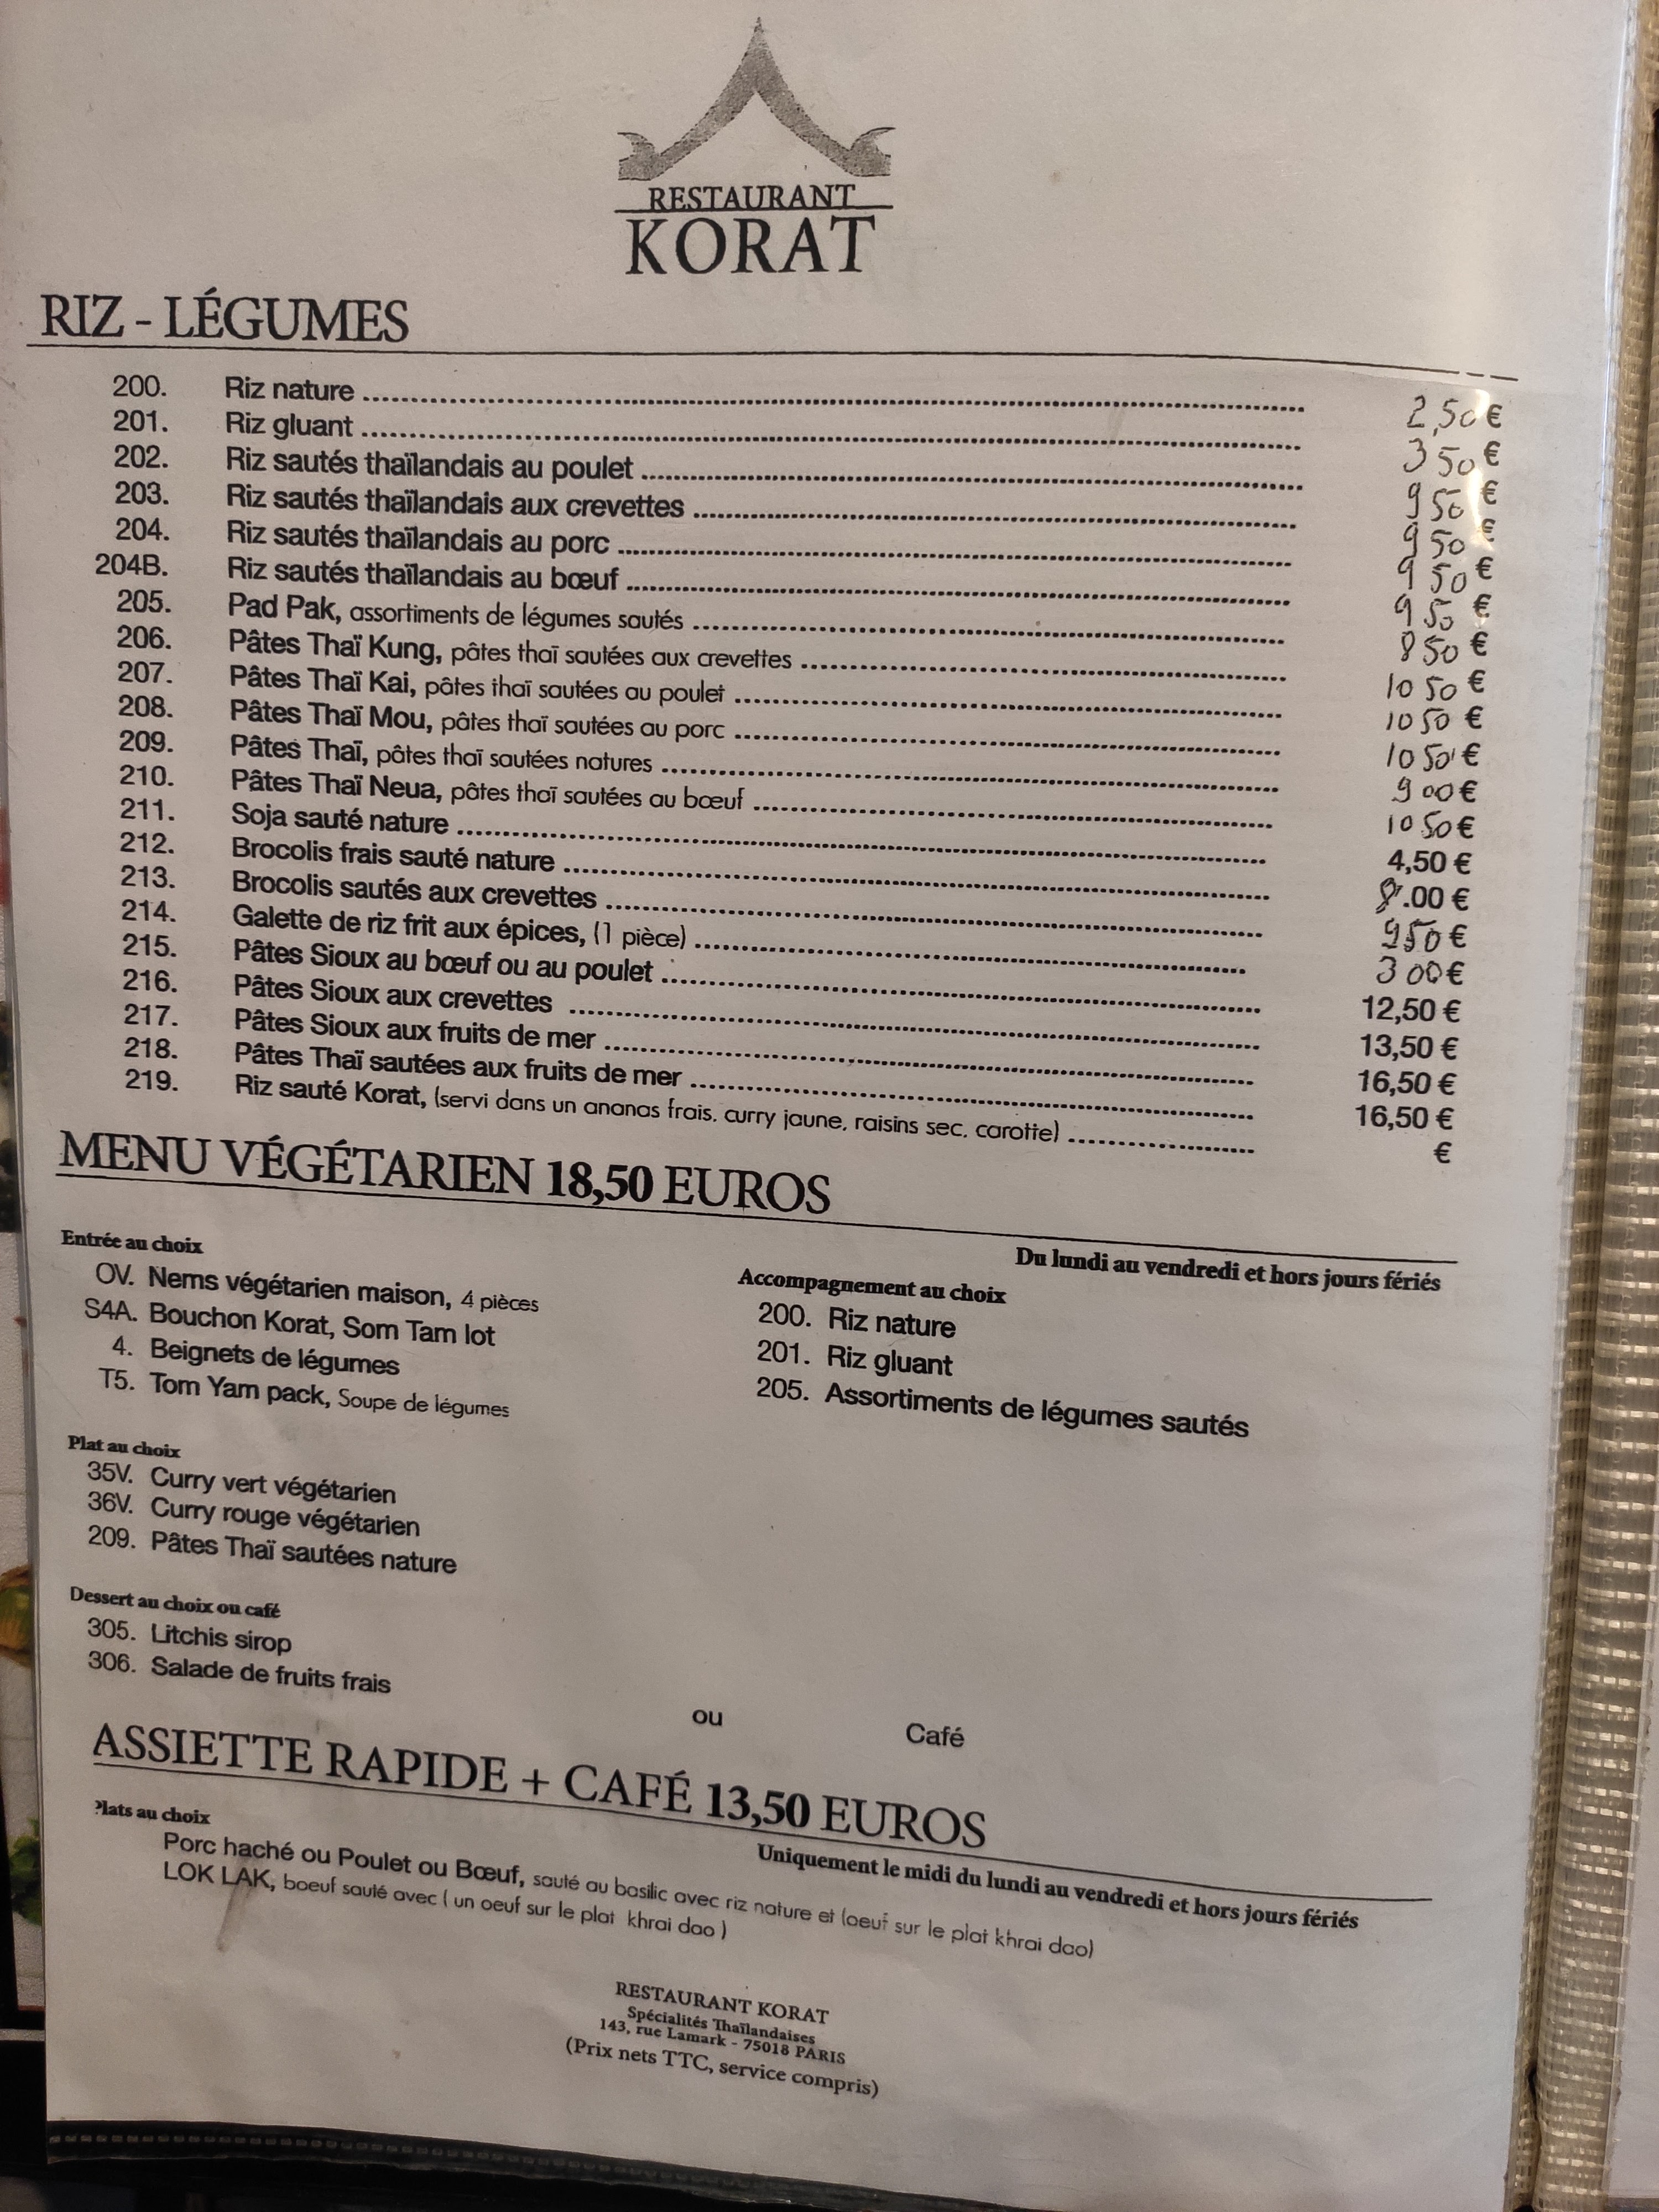 RESTAURANT
KORAT
RIZ - LÉGUMES
200. Riz nature ........ 2,50 €
201. Riz gluant ........ 3 50 €
202. Riz sautés thaïlandais au poulet ........ 9 50 €
203. Riz sautés thaïlandais aux crevettes ........ 9 50 €
204. Riz sautés thaïlandais au porc ........ 9 50 €
204B. Riz sautés thaïlandais au bœuf ........ 9 50 €
205. Pad Pak, assortiments de légumes sautés ........ 8 50 €
206. Pâtes Thaï Kung, pâtes thaï sautées aux crevettes ........ 10 50 €
207. Pâtes Thaï Kai, pâtes thaï sautées au poulet ........ 10 50 €
208. Pâtes Thaï Mou, pâtes thaï sautées au porc ........ 10 50 €
209. Pâtes Thaï, pâtes thaï sautées natures ........ 9 00 €
210. Pâtes Thaï Neua, pâtes thaï sautées au bœuf ........ 10 50 €
211. Soja sauté nature ........ 4,50 €
212. Brocolis frais sauté nature ........ 8.00 €
213. Brocolis sautés aux crevettes ........ 9 50 €
214. Galette de riz frit aux épices, (1 pièce) ........ 3 00 €
215. Pâtes Sioux au bœuf ou au poulet ........ 12,50 €
216. Pâtes Sioux aux crevettes ........ 13,50 €
217. Pâtes Sioux aux fruits de mer ........ 16,50 €
218. Pâtes Thaï sautées aux fruits de mer ........ 16,50 €
219. Riz sauté Korat, (servi dans un ananas frais, curry jaune, raisins sec, carotte) ........ €
MENU VÉGÉTARIEN 18,50 EUROS
Du lundi au vendredi et hors jours fériés
Entrée au choix
OV. Nems végétarien maison, 4 pièces
S4A. Bouchon Korat, Som Tam lot
4. Beignets de légumes
T5. Tom Yam pack, Soupe de légumes
Accompagnement au choix
200. Riz nature
201. Riz gluant
205. Assortiments de légumes sautés
Plat au choix
35V. Curry vert végétarien
36V. Curry rouge végétarien
209. Pâtes Thaï sautées nature
Dessert au choix ou café
305. Litchis sirop
306. Salade de fruits frais
ou Café
ASSIETTE RAPIDE + CAFÉ 13,50 EUROS
Uniquement le midi du lundi au vendredi et hors jours fériés
Plats au choix
Porc haché ou Poulet ou Bœuf, sauté au basilic avec riz nature et (oeuf sur le plat khrai dao)
LOK LAK, boeuf sauté avec ( un oeuf sur le plat khrai dao )
RESTAURANT KORAT
Spécialités Thaïlandaises
143, rue Lamark - 75018 PARIS
(Prix nets TTC, service compris)